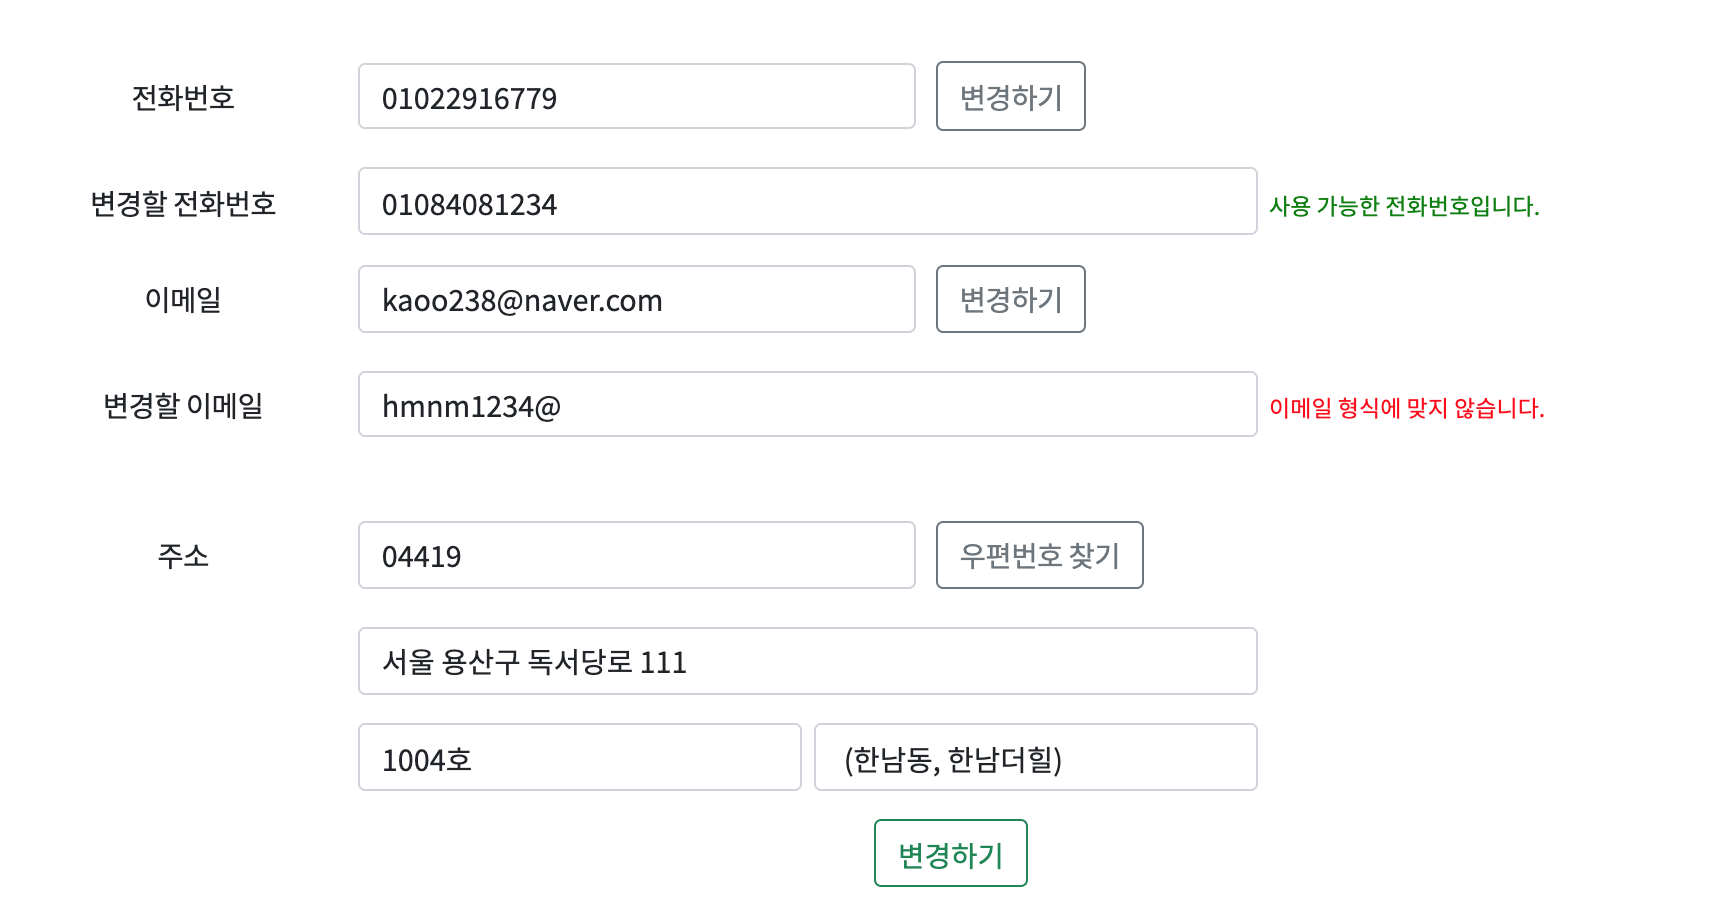 전화번호 01022916779 변경하기
변경할 전화번호 01084081234 사용 가능한 전화번호입니다.
이메일 kaoo238@naver.com 변경하기
변경할 이메일 hmnm1234@ 이메일 형식에 맞지 않습니다.
주소 04419 우편번호 찾기
서울 용산구 독서당로 111
1004호 (한남동, 한남더힐)
변경하기